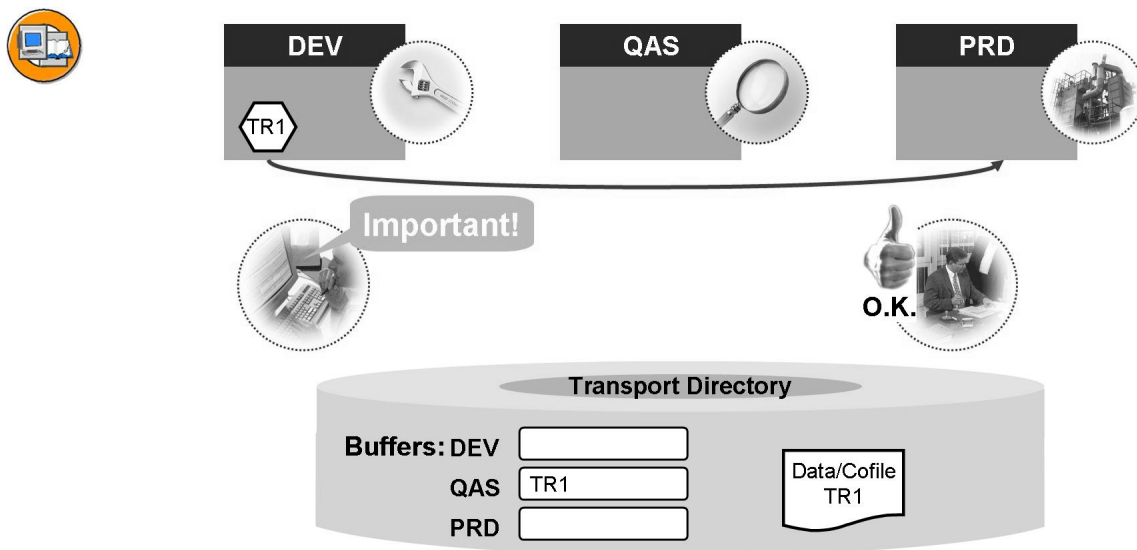 DEV
QAS
PRD
TR1
Important!
O.K.
Transport Directory
Buffers: DEV
QAS TR1
PRD
Data/Cofile
TR1